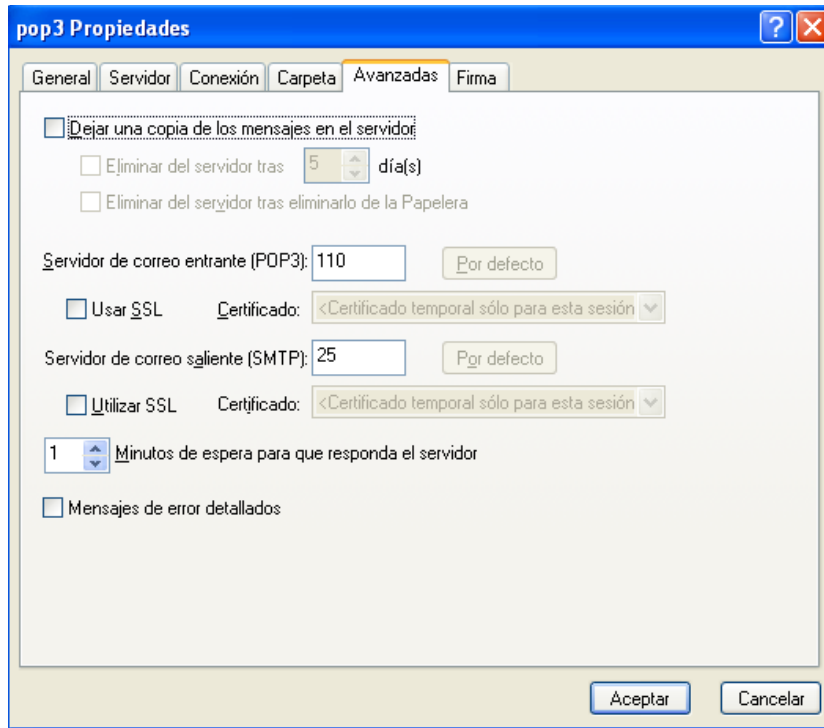 pop3 Propiedades
General Servidor Conexión Carpeta Avanzadas Firma
Dejar una copia de los mensajes en el servidor
Eliminar del servidor tras 5 día(s)
Eliminar del servidor tras eliminarlo de la Papelera
Servidor de correo entrante (POP3): 110 Por defecto
Usar SSL Certificado: <Certificado temporal sólo para esta sesión
Servidor de correo saliente (SMTP): 25 Por defecto
Utilizar SSL Certificado: <Certificado temporal sólo para esta sesión
1 Minutos de espera para que responda el servidor
Mensajes de error detallados
Aceptar Cancelar